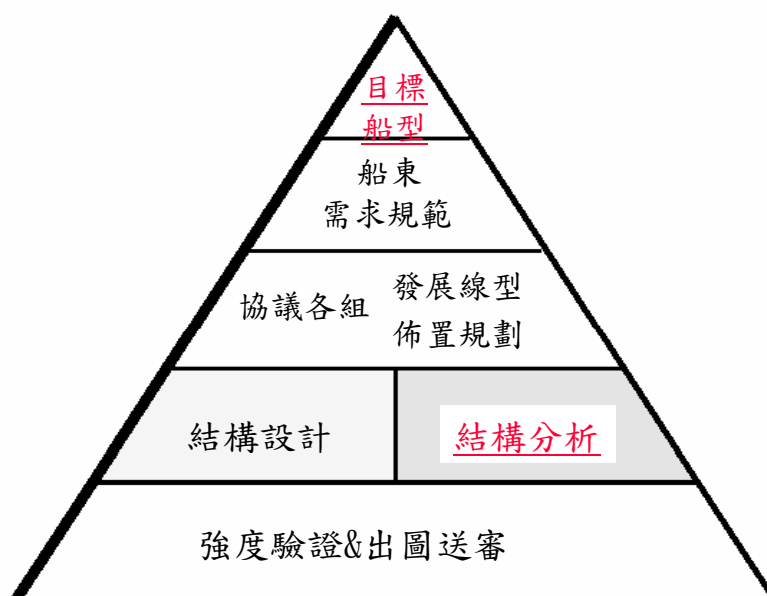 目標
船型
船東
需求規範
協議各組
發展線型
佈置規劃
結構設計
結構分析
強度驗證&出圖送審